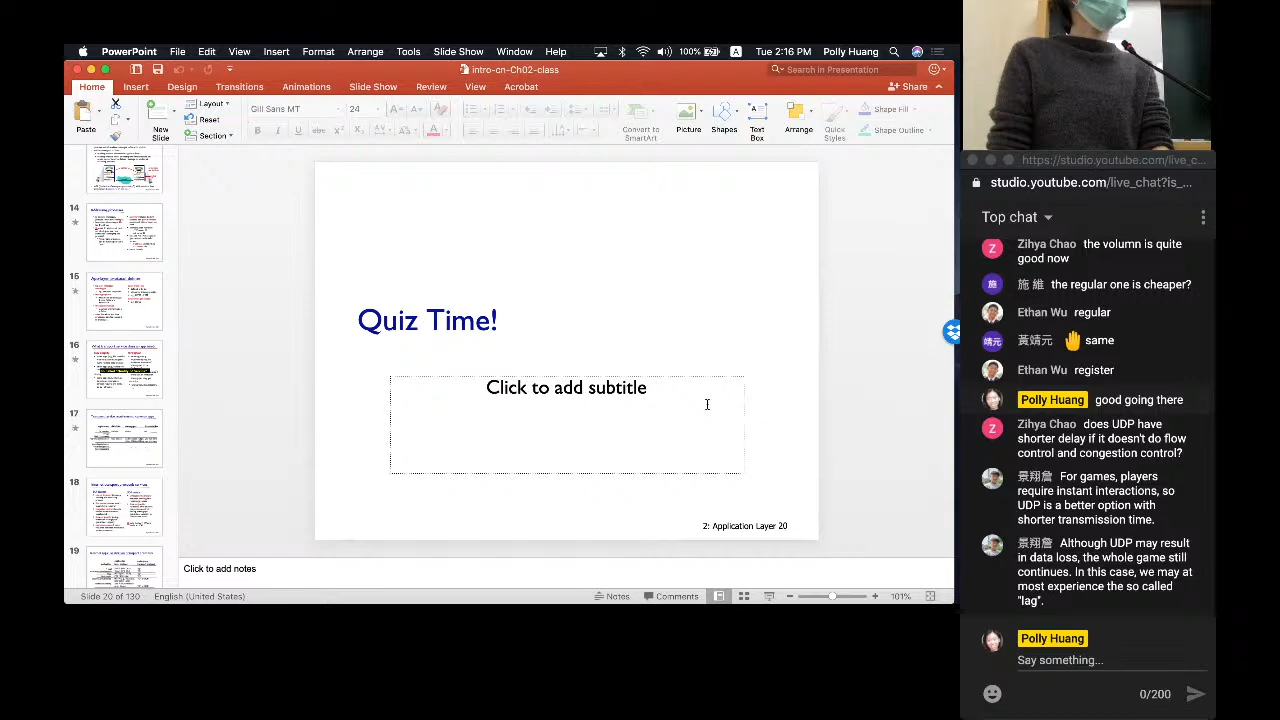 PowerPoint File Edit View Insert Format Arrange Tools Slide Show Window Help 100% A Tue 2:16 PM Polly Huang
intro-cn-Ch02-class
Search in Presentation
Home Insert Design Transitions Animations Slide Show Review View Acrobat Share
Paste
New Slide
Layout
Reset
Section
Gill Sans MT 24
Convert to SmartArt
Picture
Shapes
Text Box
Arrange
Quick Styles
Shape Fill
Shape Outline
14
Addressing processes
15
16
17
18
19
Quiz Time!
Click to add subtitle
2: Application Layer 20
Click to add notes
Slide 20 of 130 English (United States) Notes Comments 101%
https://studio.youtube.com/live_c...
studio.youtube.com/live_chat?is_...
Top chat
Z Zihya Chao the volumn is quite
good now
施 施 雒 the regular one is cheaper?
Ethan Wu regular
靖元 黃靖元 same
Ethan Wu register
Polly Huang good going there
Z Zihya Chao does UDP have
shorter delay if it doesn't do flow
control and congestion control?
景翔詹 For games, players
require instant interactions, so
UDP is a better option with
shorter transmission time.
景翔詹 Although UDP may result
in data loss, the whole game still
continues. In this case, we may at
most experience the so called
"lag".
Polly Huang
Say something...
0/200